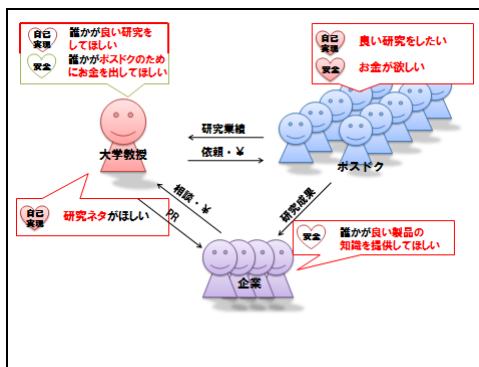 自己
実現
誰かが良い研究を
してほしい
安全
誰かがポスドクのため
にお金を出してほしい
自己
実現
良い研究をしたい
安全
お金が欲しい
研究業績
依頼・¥
大学教授
ポスドク
自己
実現
研究ネタがほしい
相談・¥
PR
研究成果
安全
誰かが良い製品の
知識を提供してほしい
企業